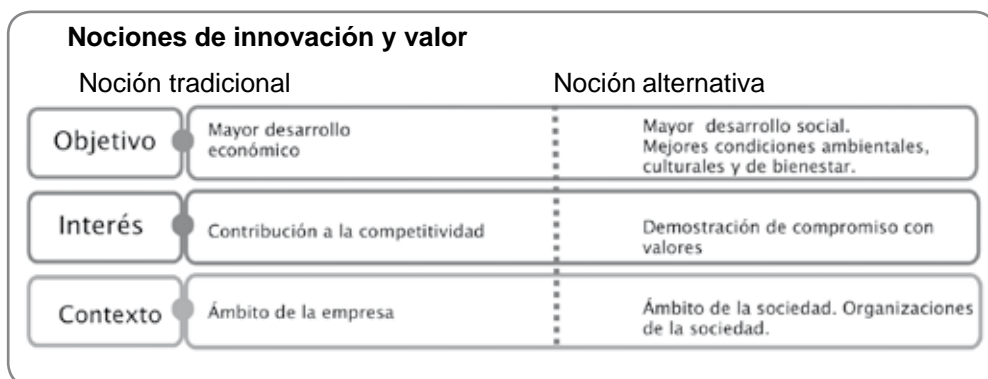 Nociones de innovación y valor
Noción tradicional
Noción alternativa
Objetivo
Mayor desarrollo
económico
Mayor desarrollo social.
Mejores condiciones ambientales,
culturales y de bienestar.
Interés
Contribución a la competitividad
Demostración de compromiso con
valores
Contexto
Ámbito de la empresa
Ámbito de la sociedad. Organizaciones
de la sociedad.